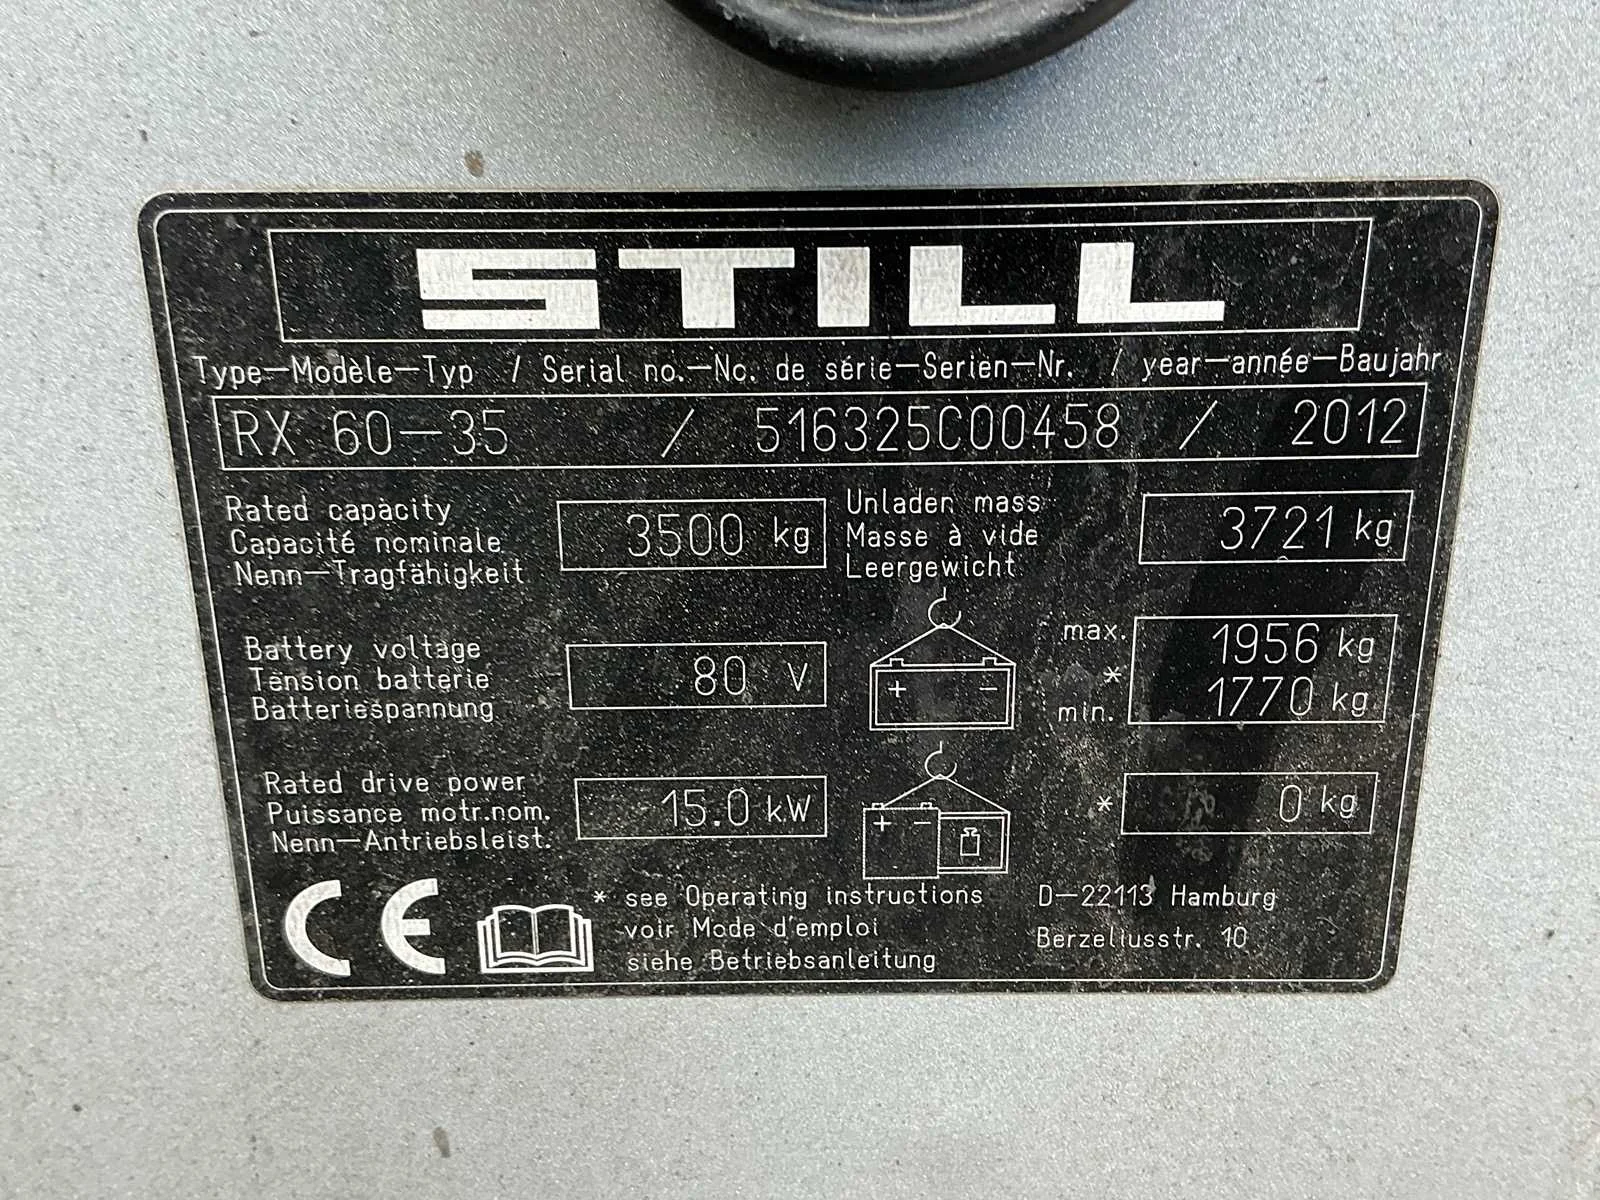 STILL
Type-Modèle-Typ / Serial no.-No. de série-Serien-Nr. / year-année-Baujahr
RX 60-35 / 516325C00458 / 2012
Rated capacity
Capacité nominale
Nenn-Tragfähigkeit
3500 kg
Unladen mass
Masse à vide
Leergewicht
3721 kg
Battery voltage
Tension batterie
Batteriespannung
80 V
+ -
max.
*
min.
1956 kg
1770 kg
Rated drive power
Puissance motr.nom.
Nenn-Antriebsleist.
15.0 kW
+ -
*
0 kg
CE
* see Operating instructions
voir Mode d'emploi
siehe Betriebsanleitung
D-22113 Hamburg
Berzeliusstr. 10